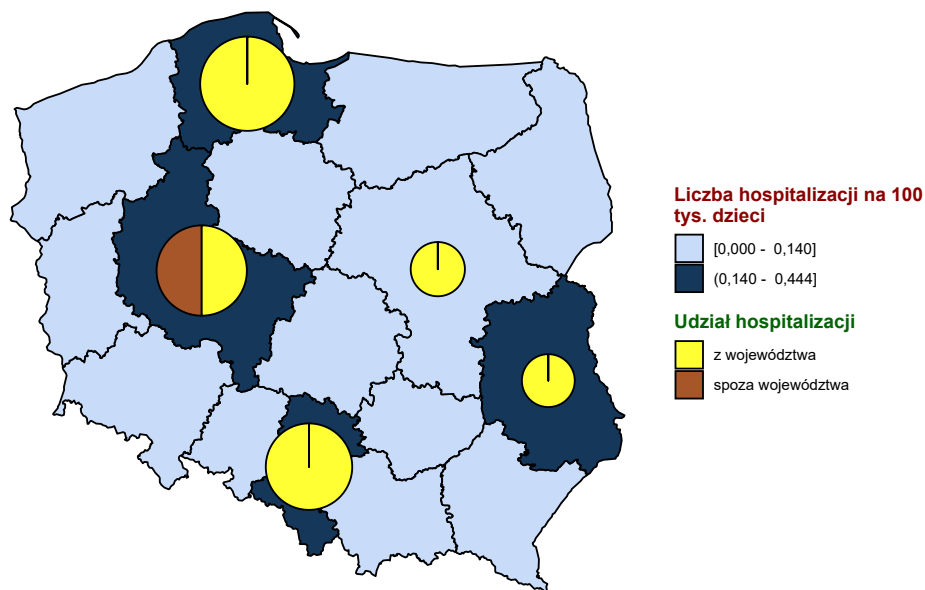 Liczba hospitalizacji na 100
tys. dzieci
[0,000 - 0,140]
(0,140 - 0,444]
Udział hospitalizacji
z województwa
spoza województwa